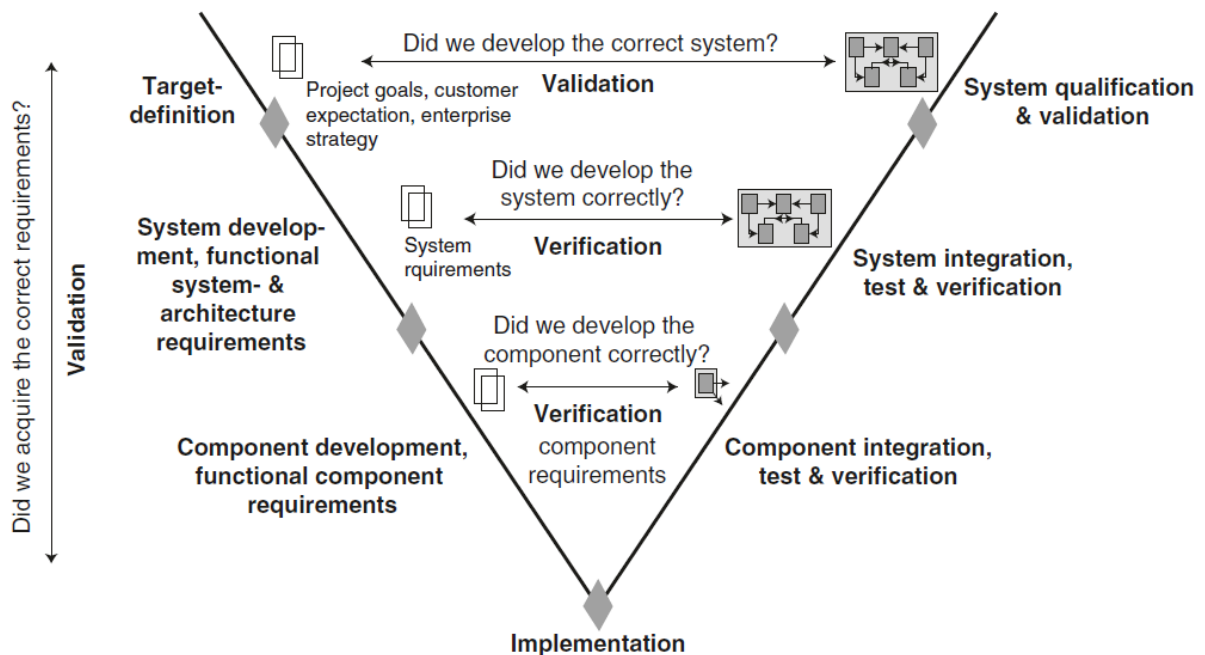 Did we develop the correct system?
Validation
Target-
definition
Project goals, customer
expectation, enterprise
strategy
System qualification
& validation
Did we acquire the correct requirements?
Validation
Did we develop the
system correctly?
Verification
System develop-
ment, functional
system- &
architecture
requirements
System
rquirements
System integration,
test & verification
Did we develop the
component correctly?
Verification
component
requirements
Component development,
functional component
requirements
Component integration,
test & verification
Implementation